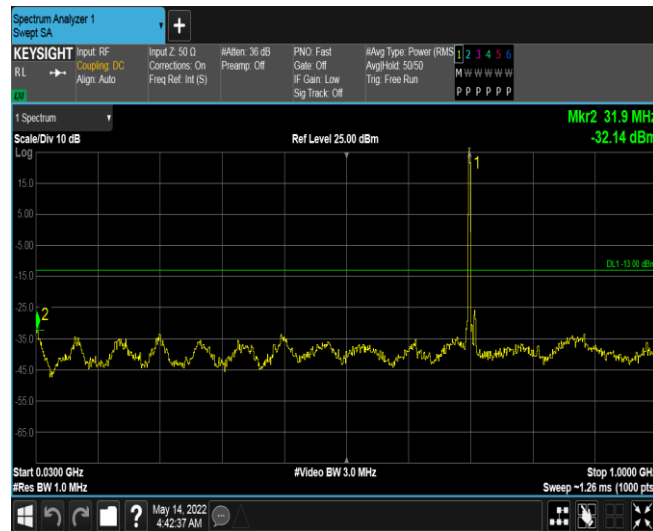 Spectrum Analyzer 1
Swept SA
KEYSIGHT
RL
Input: RF
Coupling: DC
Align: Auto
Input Z: 50 Ω
Corrections: On
Freq Ref: Int (S)
#Atten: 36 dB
Preamp: Off
PNO: Fast
Gate: Off
IF Gain: Low
Sig Track: Off
#Avg Type: Power (RMS
Avg|Hold: 50/50
Trig: Free Run
1 2 3 4 5 6
M W W W W W
P P P P P P
1 Spectrum
Mkr2 31.9 MHz
-32.14 dBm
Scale/Div 10 dB
Ref Level 25.00 dBm
Log
1
15.0
5.00
-5.00
DL1 -13.00 dBm
-15.0
-25.0
2
-35.0
-45.0
-55.0
-65.0
Start 0.0300 GHz
#Video BW 3.0 MHz
Stop 1.0000 GHz
#Res BW 1.0 MHz
Sweep ~1.26 ms (1000 pts
?
May 14, 2022
4:42:37 AM